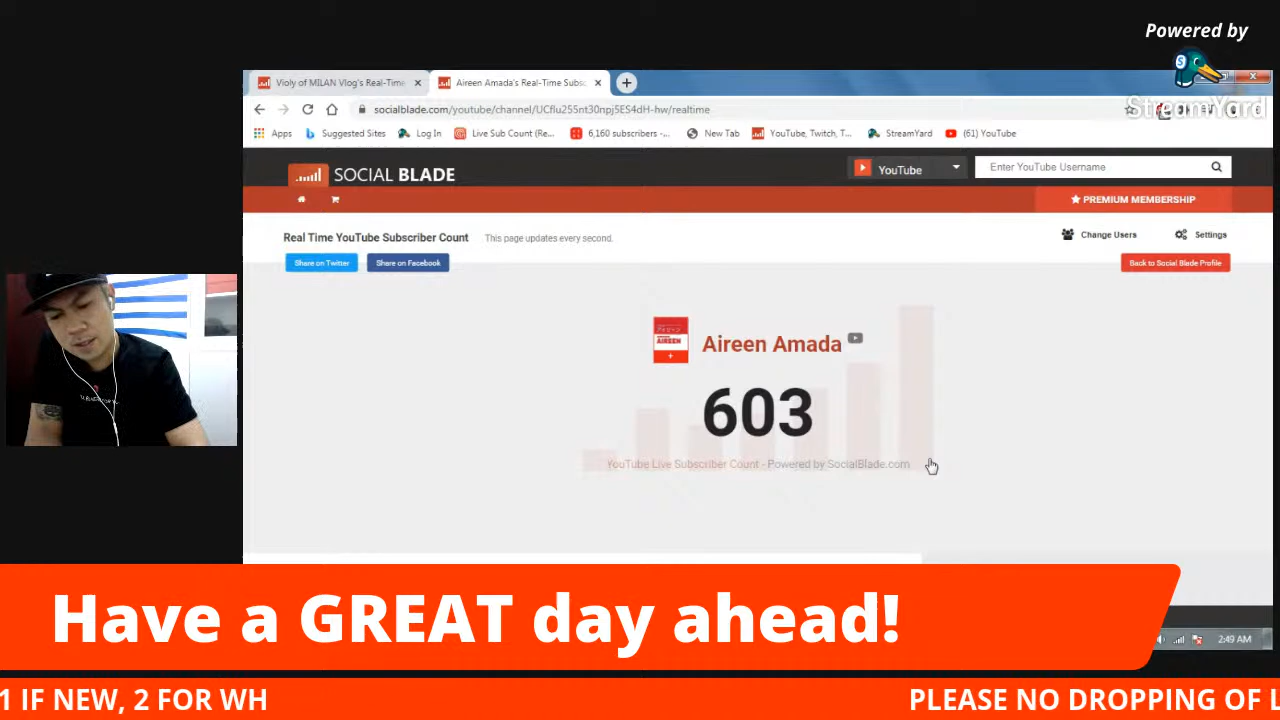 Powered by
StreamYard
Violy of MILAN Vlog's Real-Time
Aireen Amada's Real-Time Subsc
socialblade.com/youtube/channel/UCflu255nt30npj5ES4dH-hw/realtime
Apps
Suggested Sites
Log In
Live Sub Count (Re...
6,160 subscribers -...
New Tab
YouTube, Twitch, T...
StreamYard
(61) YouTube
SOCIAL BLADE
YouTube
Enter YouTube Username
PREMIUM MEMBERSHIP
Real Time YouTube Subscriber Count
This page updates every second.
Change Users
Settings
Share on Twitter
Share on Facebook
Back to Social Blade Profile
AIREEN
Aireen Amada
603
YouTube Live Subscriber Count - Powered by SocialBlade.com
Have a GREAT day ahead!
2:49 AM
1 IF NEW, 2 FOR WH
PLEASE NO DROPPING OF L